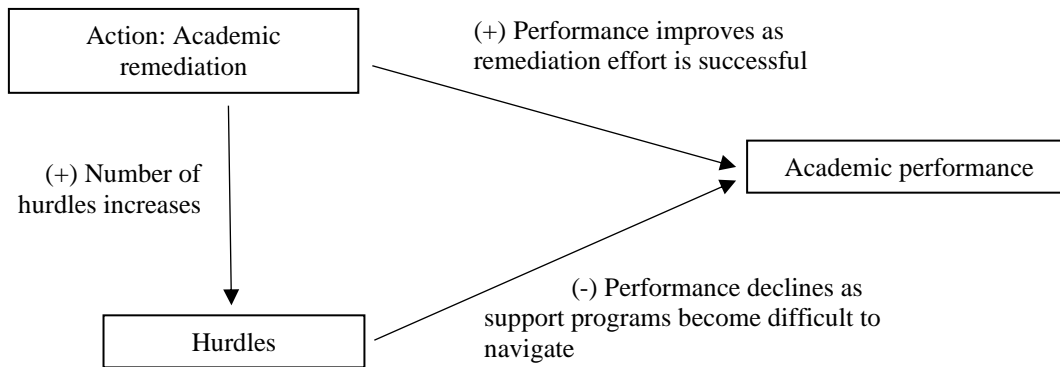 Action: Academic
remediation
(+) Performance improves as
remediation effort is successful
(+) Number of
hurdles increases
Academic performance
(-) Performance declines as
support programs become difficult to
navigate
Hurdles